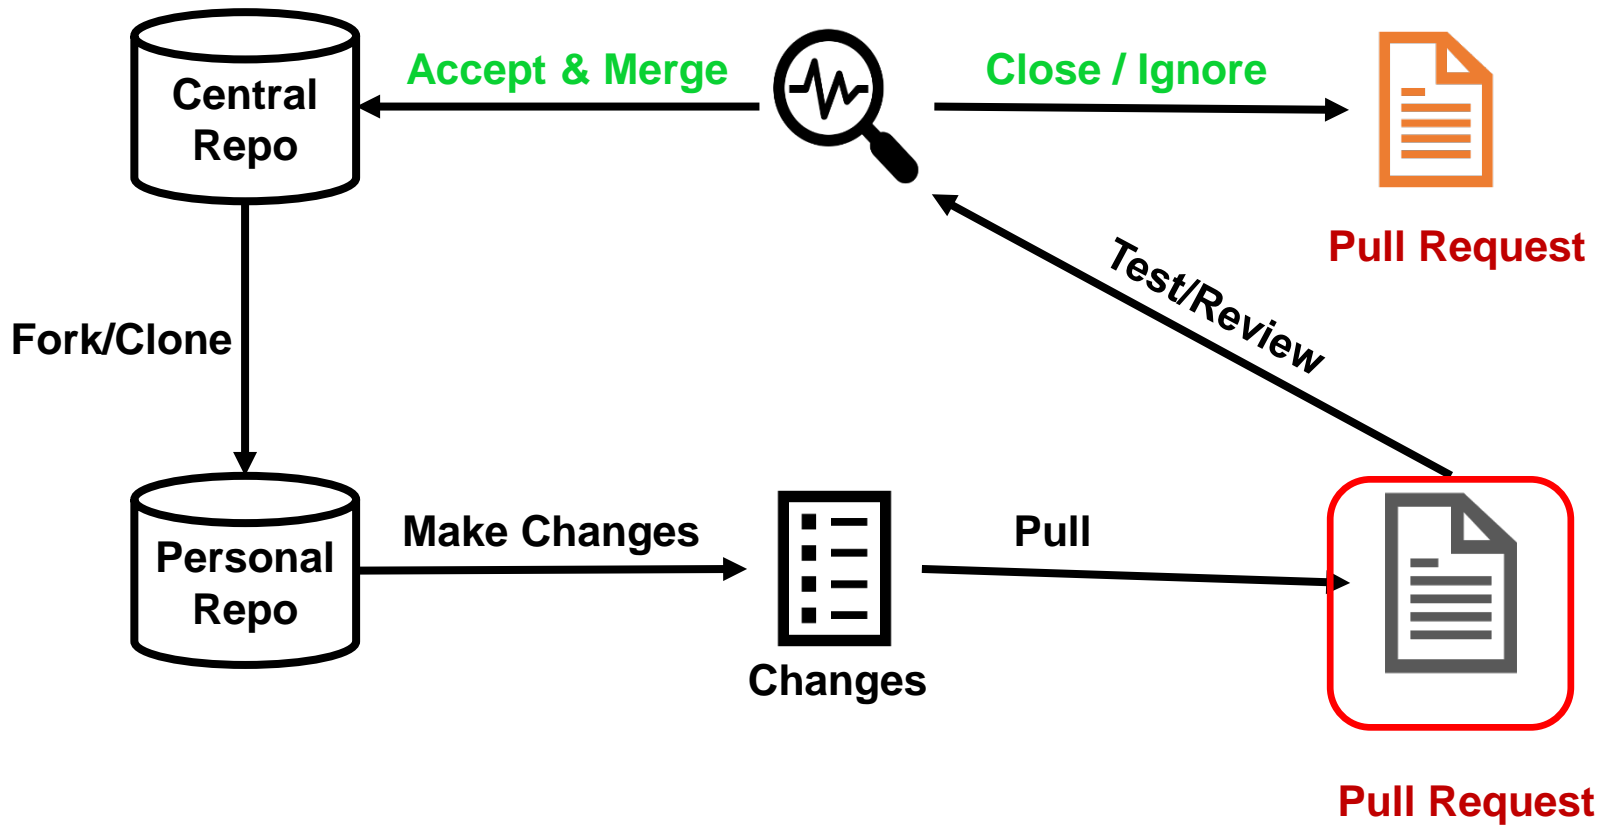 Accept & Merge
Close / Ignore
Central
Repo
Pull Request
Test/Review
Fork/Clone
Make Changes
Pull
Personal
Repo
Changes
Pull Request